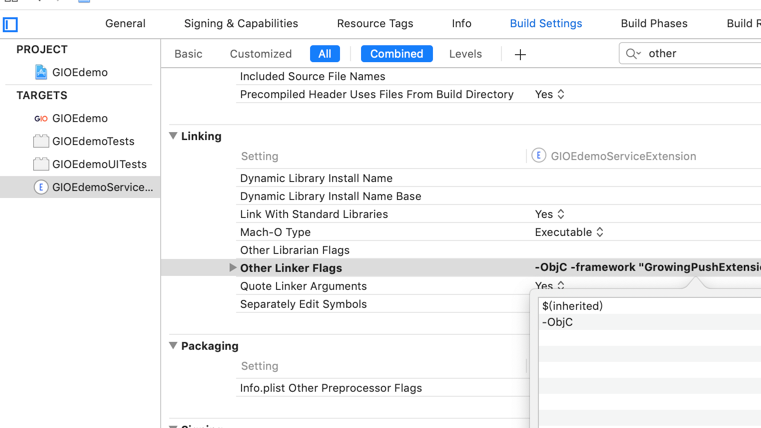 General Signing & Capabilities Resource Tags Info Build Settings Build Phases Build R
PROJECT
GIOEdemo
TARGETS
GIO GIOEdemo
GIOEdemoTests
GIOEdemoUITests
E GIOEdemoService...
Basic Customized All Combined Levels + other
Included Source File Names
Precompiled Header Uses Files From Build Directory Yes
Linking
Setting E GIOEdemoServiceExtension
Dynamic Library Install Name
Dynamic Library Install Name Base
Link With Standard Libraries Yes
Mach-O Type Executable
Other Librarian Flags
Other Linker Flags -ObjC -framework "GrowingPushExtensi
Quote Linker Arguments Yes
Separately Edit Symbols
$(inherited)
-ObjC
Packaging
Setting
Info.plist Other Preprocessor Flags